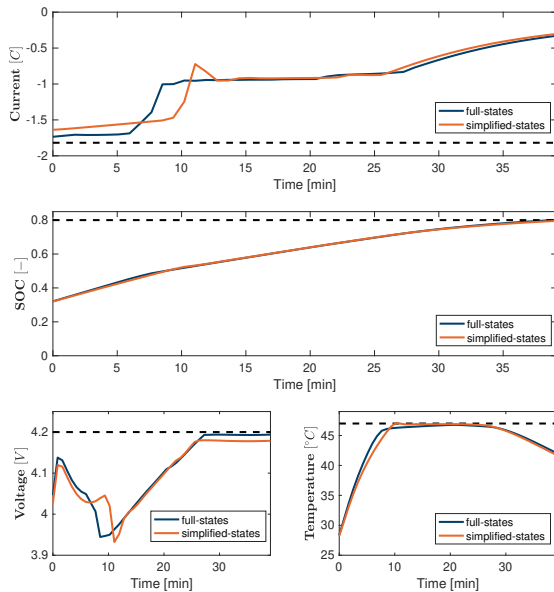 0
-0.5
-1
-1.5
-2
Current [C]
full-states
simplified-states
0 5 10 15 20 25 30 35
Time [min]
0.8
0.6
0.4
0.2
0
SOC [−]
full-states
simplified-states
0 5 10 15 20 25 30 35
Time [min]
4.2
4.1
4
3.9
Voltage [V]
full-states
simplified-states
0 10 20 30
Time [min]
45
40
35
30
25
Temperature [°C]
full-states
simplified-states
0 10 20 30
Time [min]